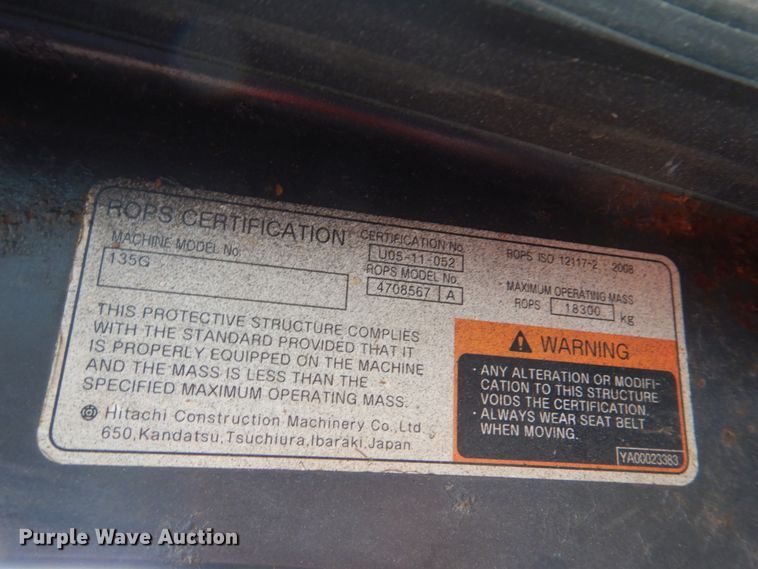 ROPS CERTIFICATION
MACHINE MODEL No.
135G
CERTIFICATION No.
U0S-11-052
ROPS MODEL No.
4708567 A
ROPS ISO 12117-2 : 2008
MAXIMUM OPERATING MASS
ROPS 18300 kg
THIS PROTECTIVE STRUCTURE COMPLIES
WITH THE STANDARD PROVIDED THAT IT
IS PROPERLY EQUIPPED ON THE MACHINE
AND THE MASS IS LESS THAN THE
SPECIFIED MAXIMUM OPERATING MASS.
Hitachi Construction Machinery Co., Ltd.
650, Kandatsu, Tsuchiura, Ibaraki, Japan
WARNING
· ANY ALTERATION OR MODIFI-
CATION TO THIS STRUCTURE
VOIDS THE CERTIFICATION.
· ALWAYS WEAR SEAT BELT
WHEN MOVING.
YA00023383
Purple Wave Auction